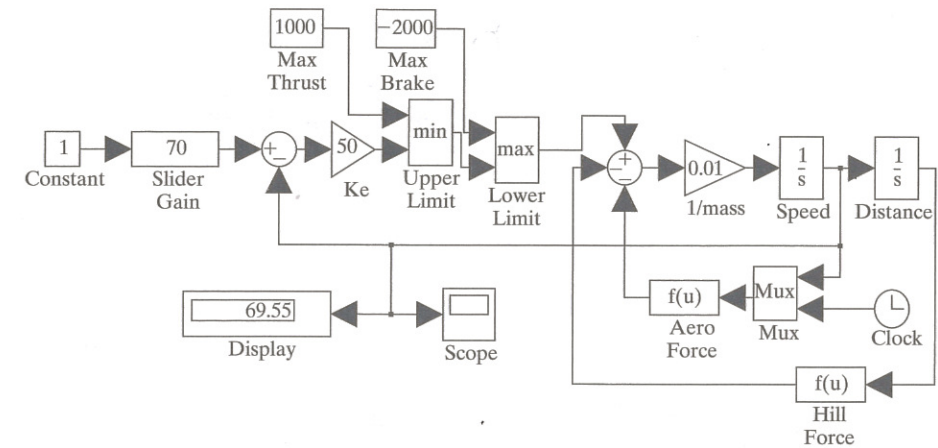 1000
Max
Thrust
−2000
Max
Brake
1
Constant
70
Slider
Gain
+
−
50
Ke
min
Upper
Limit
max
Lower
Limit
+
−
−
0.01
1/mass
1
s
Speed
1
s
Distance
69.55
Display
Scope
f(u)
Aero
Force
Mux
Mux
Clock
f(u)
Hill
Force